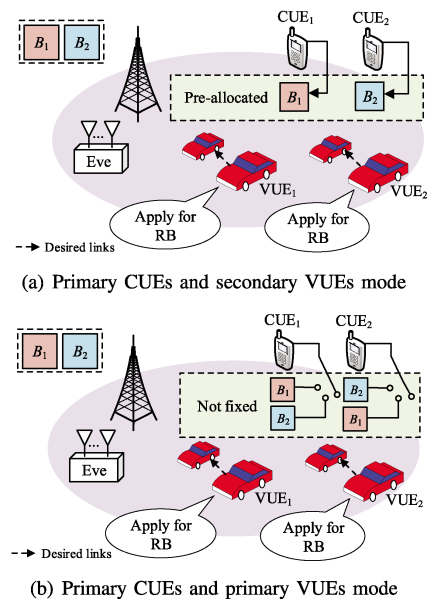 CUE1 CUE2
B1 B2
Pre-allocated B1 B2
... Eve
VUE1 VUE2
Apply for RB Apply for RB
Desired links
(a) Primary CUEs and secondary VUEs mode
CUE1 CUE2
B1 B2
B1 B2
Not fixed
B2 B1
... Eve
VUE1 VUE2
Apply for RB Apply for RB
Desired links
(b) Primary CUEs and primary VUEs mode